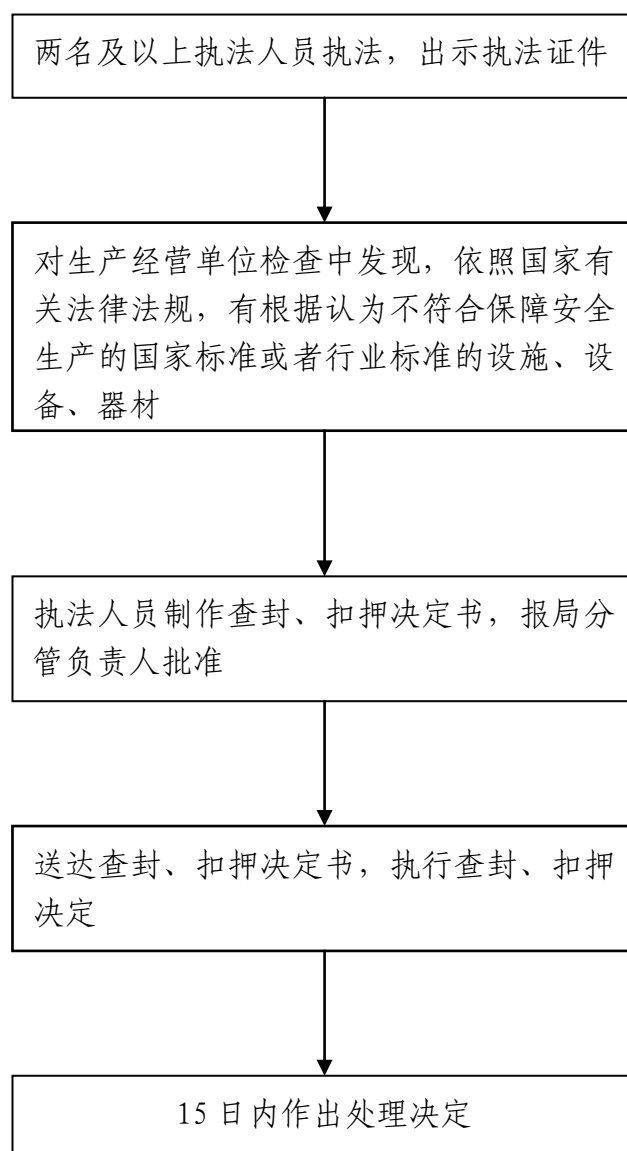 两名及以上执法人员执法，出示执法证件
对生产经营单位检查中发现，依照国家有
关法律法规，有根据认为不符合保障安全
生产的国家标准或者行业标准的设施、设
备、器材
执法人员制作查封、扣押决定书，报局分
管负责人批准
送达查封、扣押决定书，执行查封、扣押
决定
15 日内作出处理决定